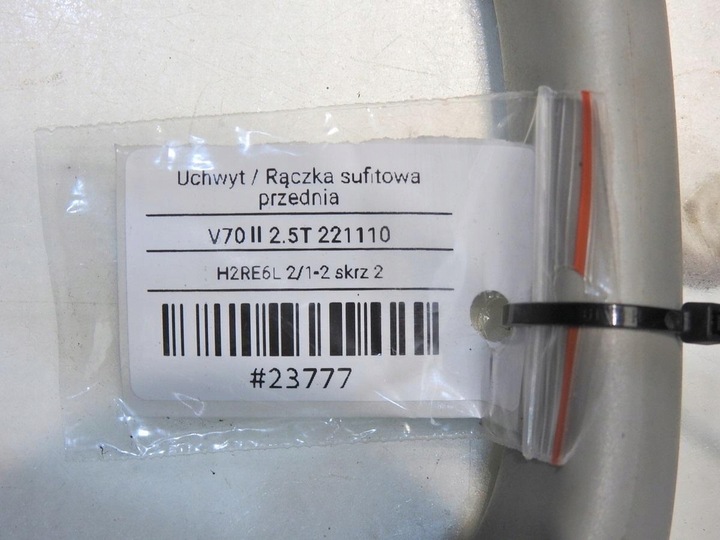 Uchwyt / Rączka sufitowa
przednia
V70 II 2.5T 221110
H2RE6L 2/1-2 skrz 2
#23777